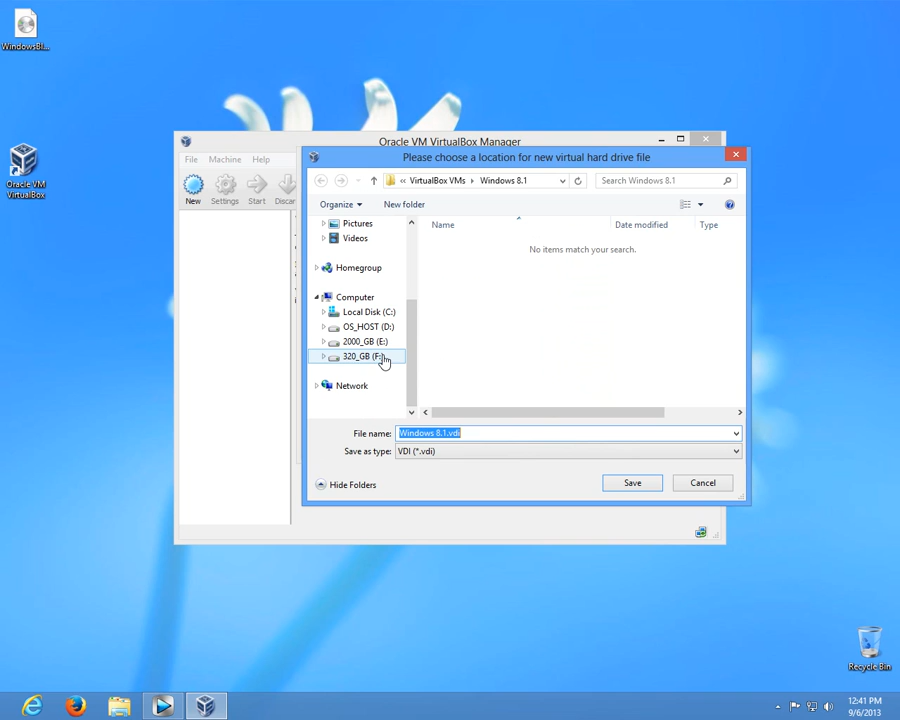 WindowsBl...
Oracle VM
VirtualBox
Oracle VM VirtualBox Manager
File Machine Help
New Settings Start Discar
Please choose a location for new virtual hard drive file
« VirtualBox VMs Windows 8.1
Search Windows 8.1
Organize New folder
Name Date modified Type
No items match your search.
Pictures
Videos
Homegroup
Computer
Local Disk (C:)
OS_HOST (D:)
2000_GB (E:)
320_GB (F:)
Network
File name: Windows 8.1.vdi
Save as type: VDI (*.vdi)
Hide Folders
Save Cancel
Recycle Bin
12:41 PM
9/6/2013